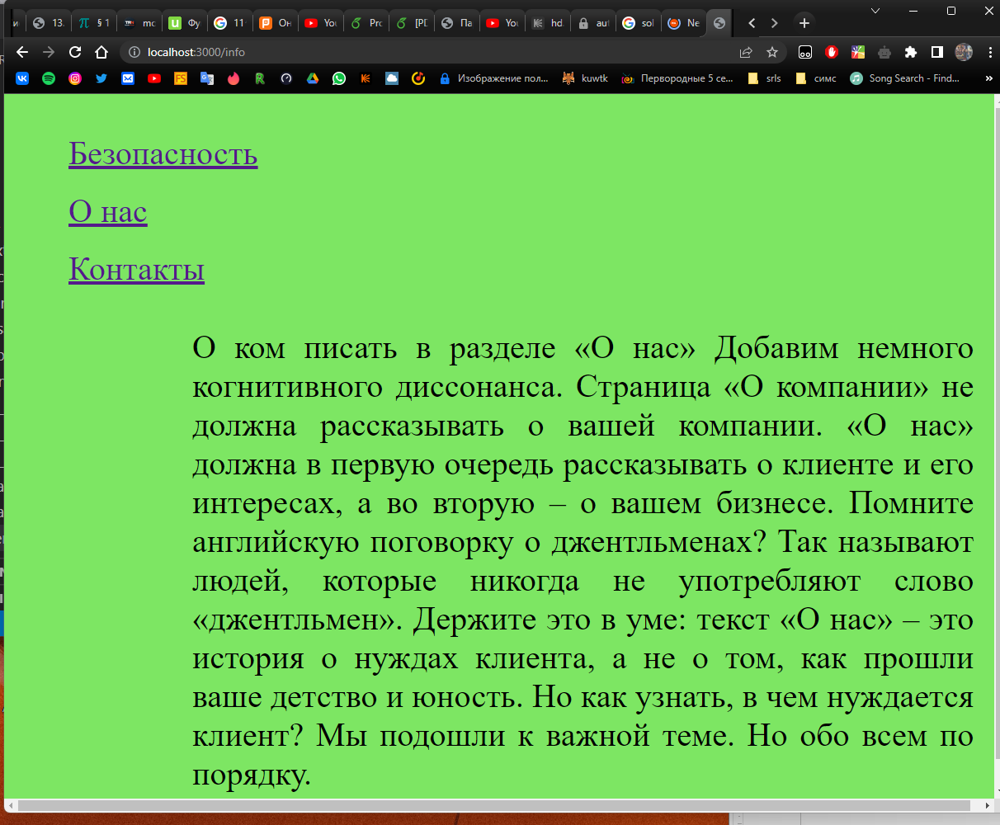 13.
§ 1
mc
Фу
11
Он
You
Prc
[PI
Па
You
hd.
aut
sol
Ne
localhost:3000/info
Изображение пол...
kuwtk
Первородные 5 се...
srls
симс
Song Search - Find...
»
Безопасность
О нас
Контакты
О ком писать в разделе «О нас» Добавим немного
когнитивного диссонанса. Страница «О компании» не
должна рассказывать о вашей компании. «О нас»
должна в первую очередь рассказывать о клиенте и его
интересах, а во вторую – о вашем бизнесе. Помните
английскую поговорку о джентльменах? Так называют
людей, которые никогда не употребляют слово
«джентльмен». Держите это в уме: текст «О нас» – это
история о нуждах клиента, а не о том, как прошли
ваше детство и юность. Но как узнать, в чем нуждается
клиент? Мы подошли к важной теме. Но обо всем по
порядку.